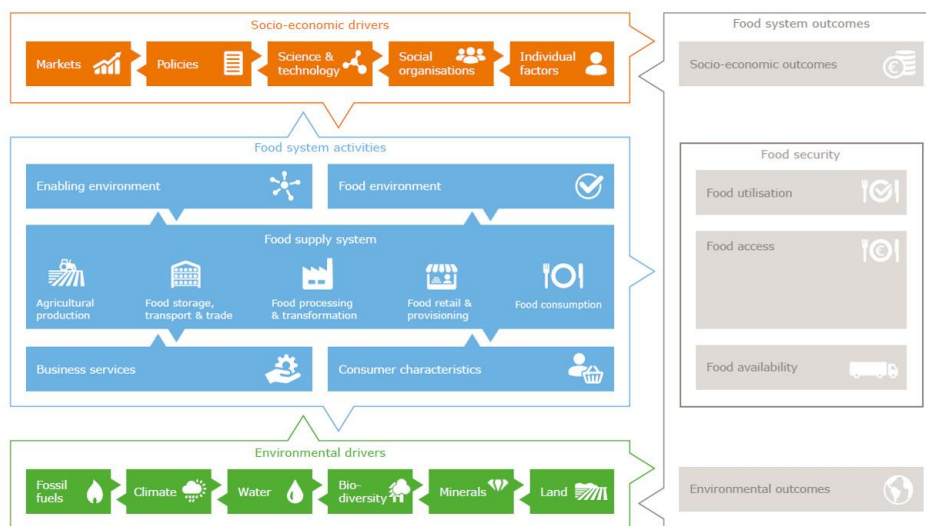 Socio-economic drivers
Markets
Policies
Science &
technology
Social
organisations
Individual
factors
Food system activities
Enabling environment
Food environment
Food supply system
Agricultural
production
Food storage,
transport & trade
Food processing
& transformation
Food retail &
provisioning
Food consumption
Business services
Consumer characteristics
Environmental drivers
Fossil
fuels
Climate
Water
Bio-
diversity
Minerals
Land
Food system outcomes
Socio-economic outcomes
€
Food security
Food utilisation
Food access
€
Food availability
Environmental outcomes